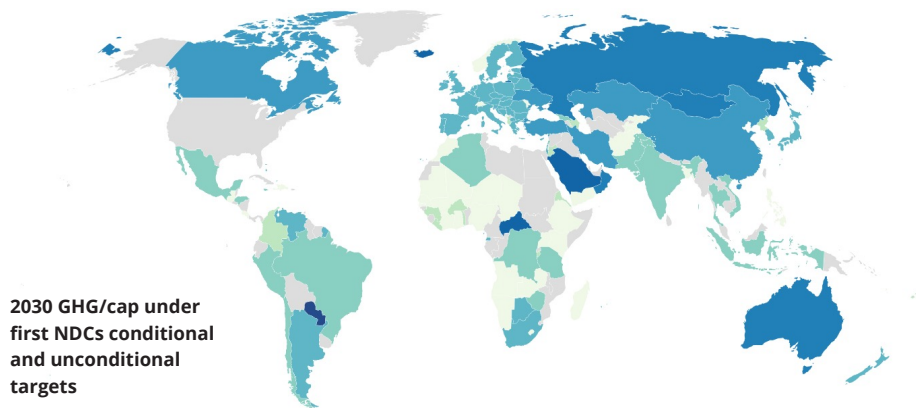 2030 GHG/cap under
first NDCs conditional
and unconditional
targets